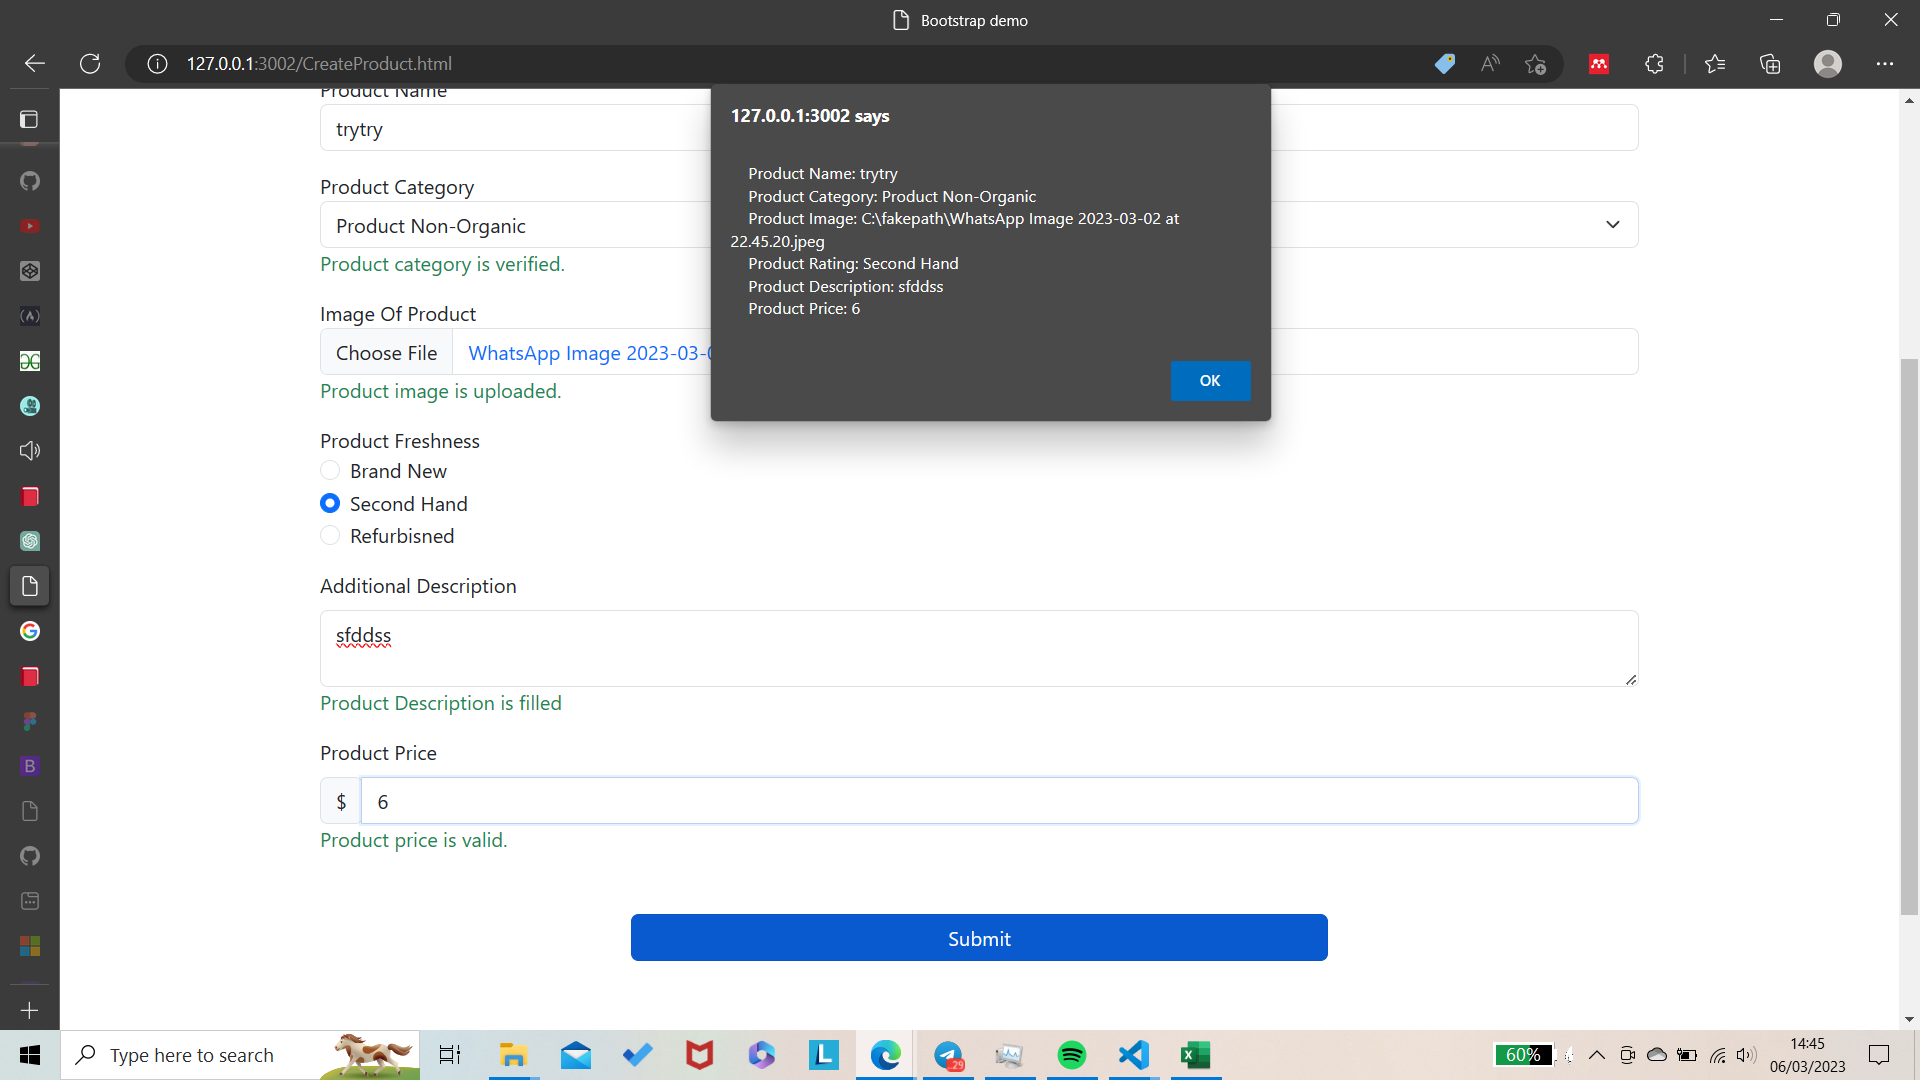 Bootstrap demo
127.0.0.1:3002/CreateProduct.html
Product Name
trytry
Product Category
Product Non-Organic
Product category is verified.
Image Of Product
Choose File WhatsApp Image 2023-03-0
Product image is uploaded.
127.0.0.1:3002 says
Product Name: trytry
Product Category: Product Non-Organic
Product Image: C:\fakepath\WhatsApp Image 2023-03-02 at
22.45.20.jpeg
Product Rating: Second Hand
Product Description: sfddss
Product Price: 6
OK
Product Freshness
Brand New
Second Hand
Refurbisned
Additional Description
sfddss
Product Description is filled
Product Price
$ 6
Product price is valid.
Submit
Type here to search
29
60%
14:45
06/03/2023